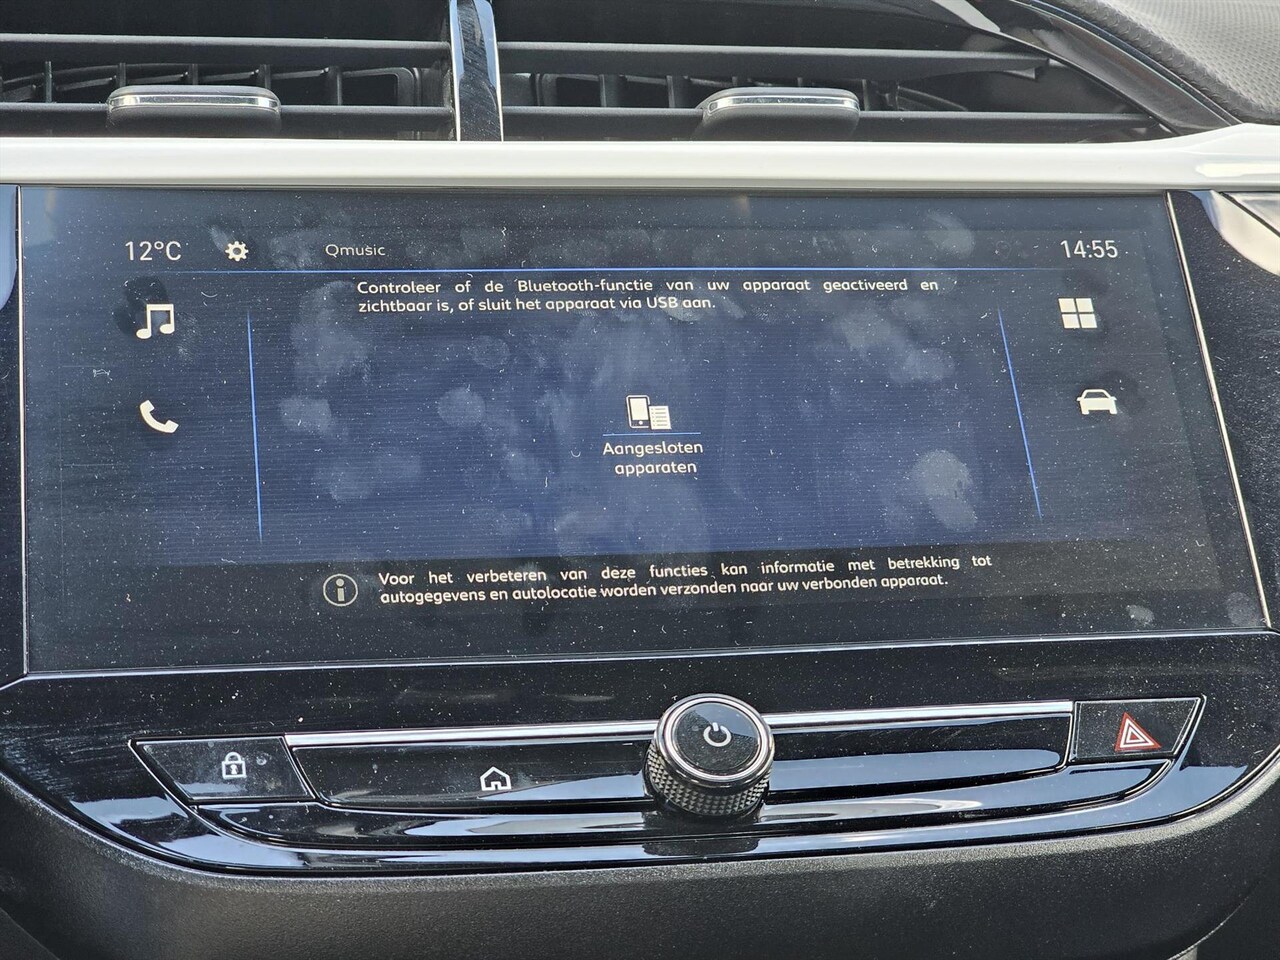 12°C
Qmusic
14:55
Controleer of de Bluetooth-functie van uw apparaat geactiveerd en
zichtbaar is, of sluit het apparaat via USB aan.
Aangesloten
apparaten
Voor het verbeteren van deze functies kan informatie met betrekking tot
autogegevens en autolocatie worden verzonden naar uw verbonden apparaat.